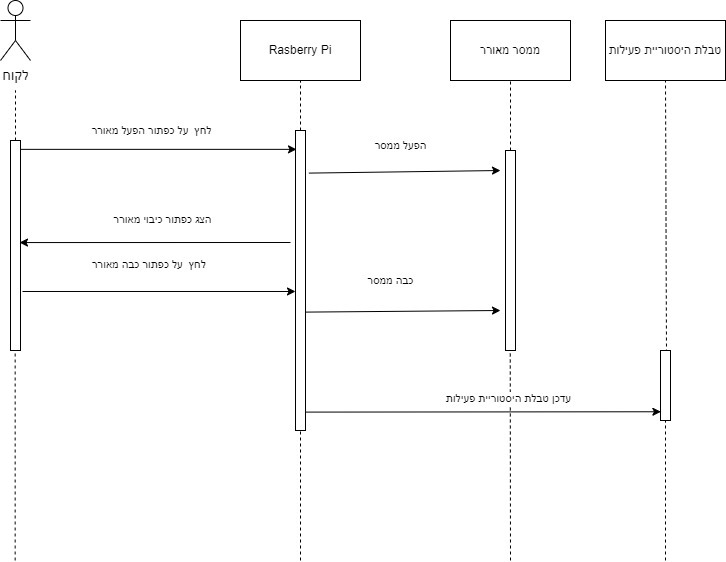 לקוח
Rasberry Pi
ממסר מאורר
טבלת היסטוריית פעילות
לחץ על כפתור הפעל מאורר
הפעל ממסר
הצג כפתור כיבוי מאורר
לחץ על כפתור כבה מאורר
כבה ממסר
עדכן טבלת היסטוריית פעילות